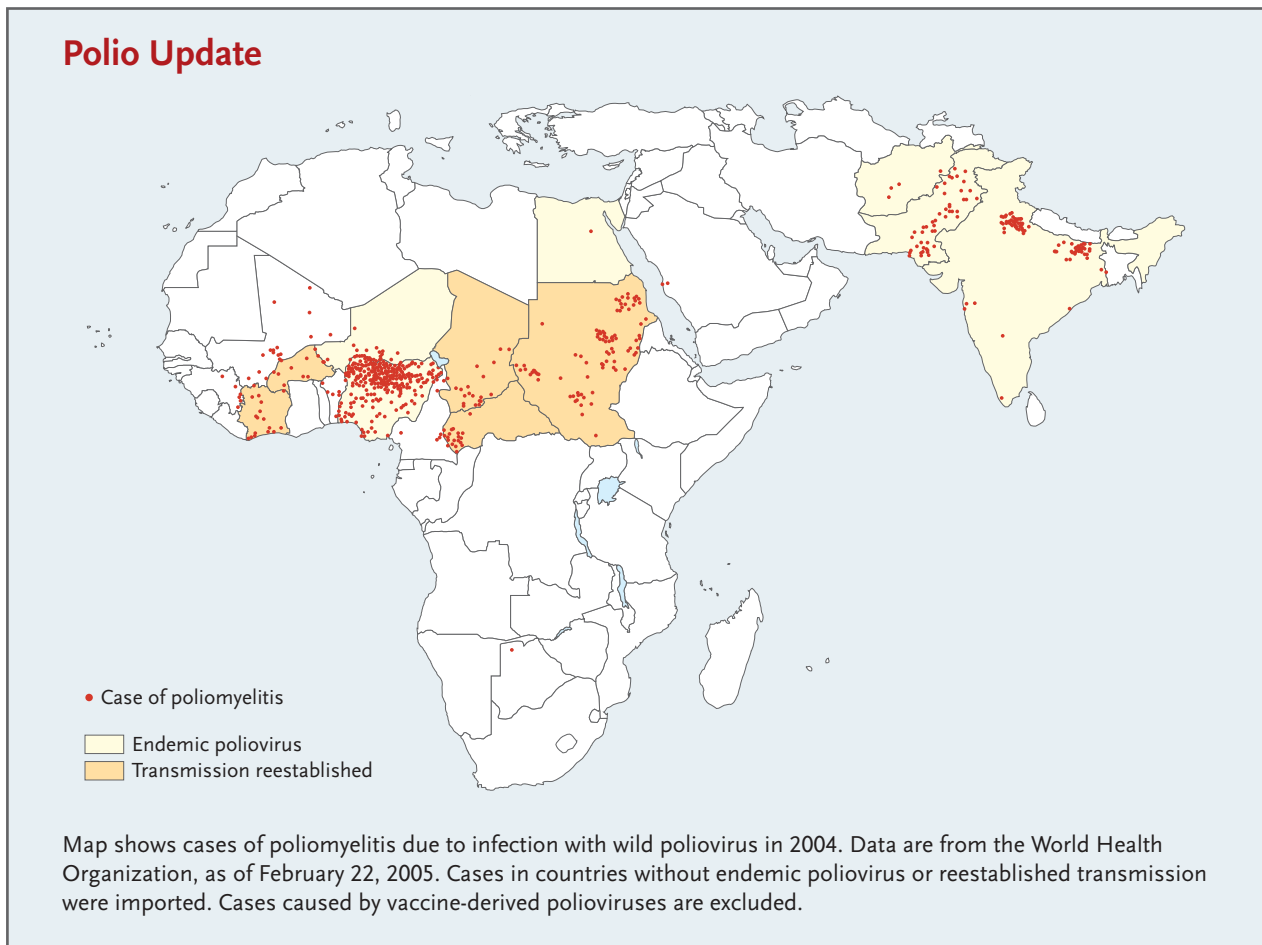 Polio Update
Case of poliomyelitis
Endemic poliovirus
Transmission reestablished
Map shows cases of poliomyelitis due to infection with wild poliovirus in 2004. Data are from the World Health
Organization, as of February 22, 2005. Cases in countries without endemic poliovirus or reestablished transmission
were imported. Cases caused by vaccine-derived polioviruses are excluded.